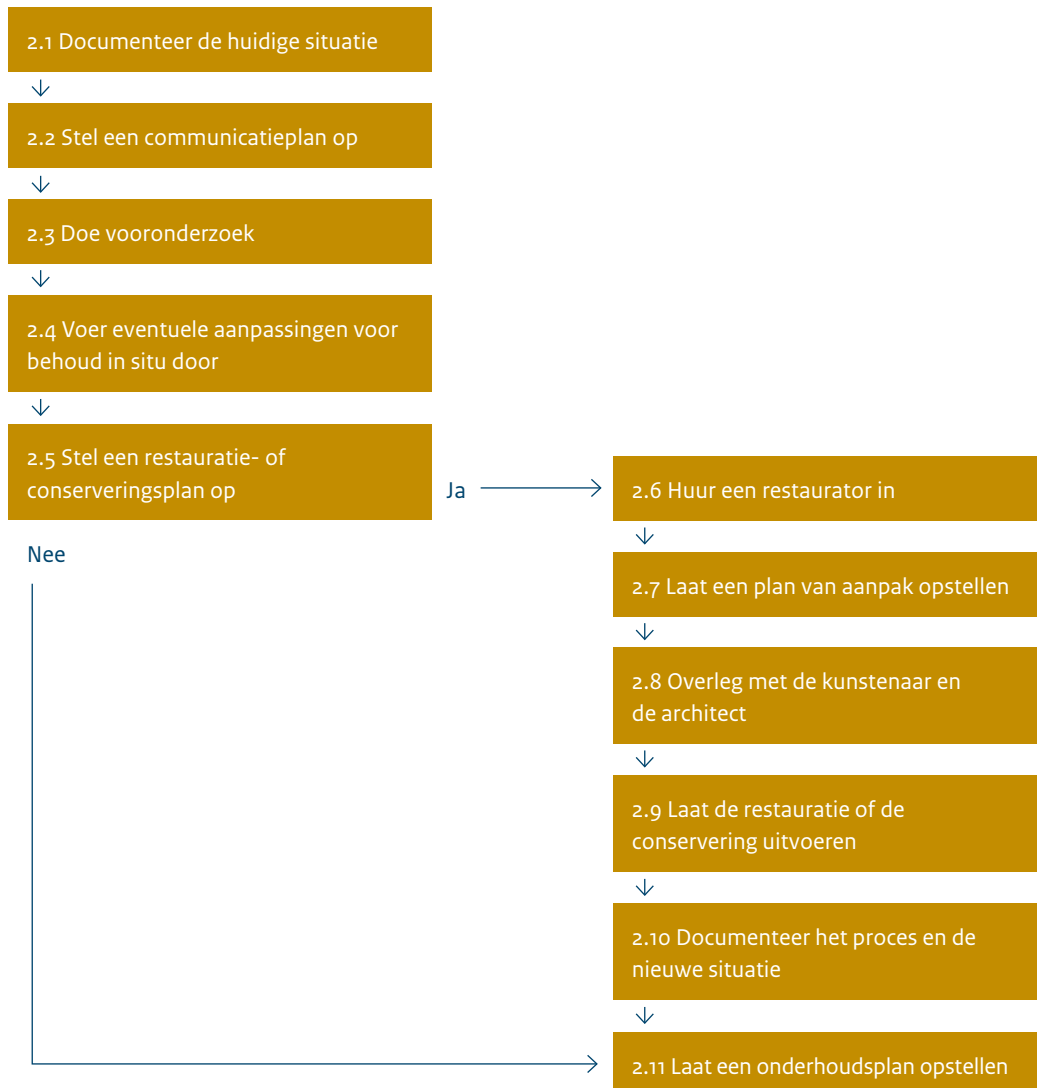 2.1 Documenteer de huidige situatie
2.2 Stel een communicatieplan op
2.3 Doe vooronderzoek
2.4 Voer eventuele aanpassingen voor
behoud in situ door
2.5 Stel een restauratie- of
conserveringsplan op
Ja
Nee
2.6 Huur een restaurator in
2.7 Laat een plan van aanpak opstellen
2.8 Overleg met de kunstenaar en
de architect
2.9 Laat de restauratie of de
conservering uitvoeren
2.10 Documenteer het proces en de
nieuwe situatie
2.11 Laat een onderhoudsplan opstellen